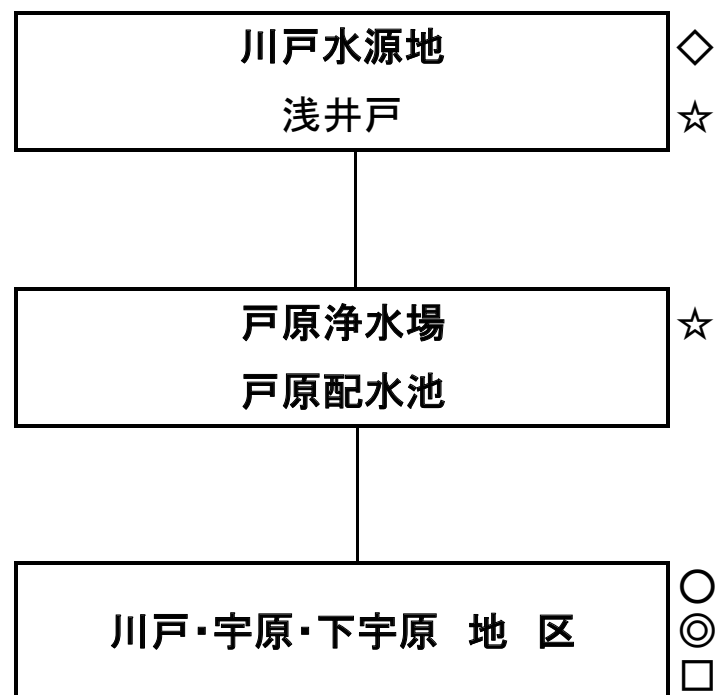 川戸水源地 ◇
浅井戸 ☆
戸原浄水場 ☆
戸原配水池
○
川戸・宇原・下宇原　地　区 ◎
□